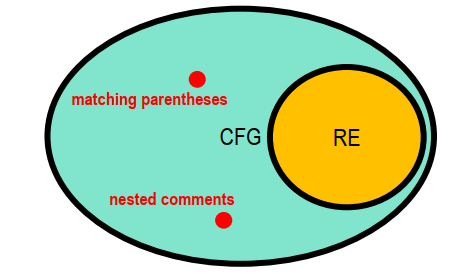 matching parentheses
CFG
RE
nested comments